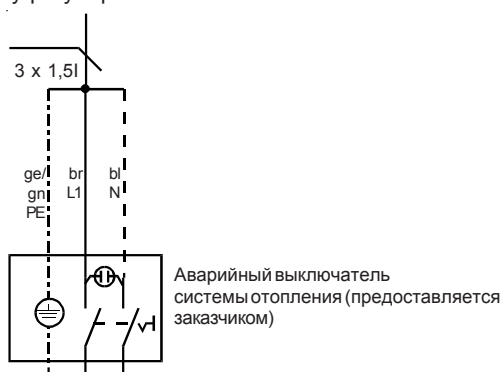 3 x 1,5I
ge/ br bl
gn L1 N
PE
Аварийный выключатель
системы отопления (предоставляется
заказчиком)